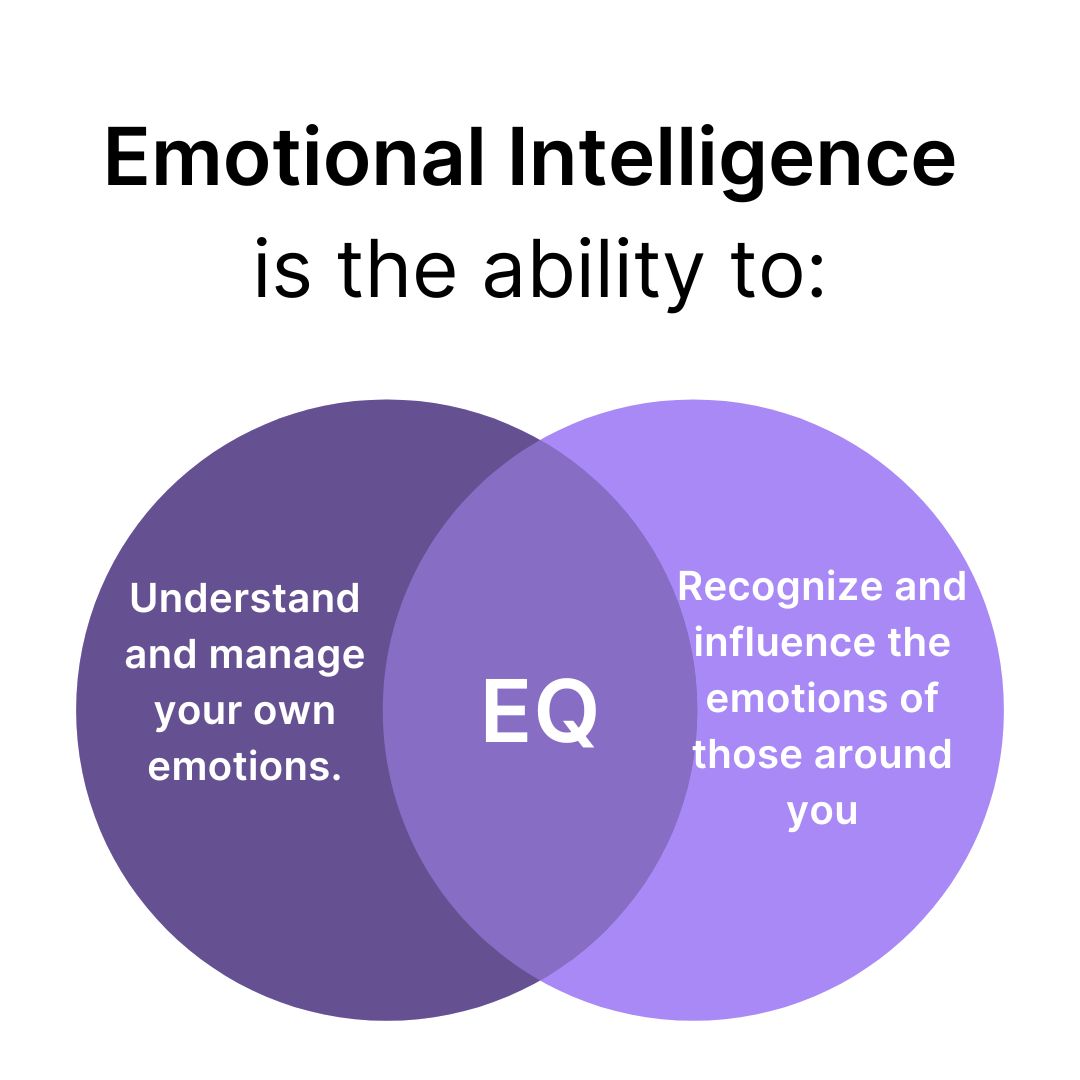 Emotional Intelligence
is the ability to:
Understand
and manage
your own
emotions.
EQ
Recognize and
influence the
emotions of
those around
you